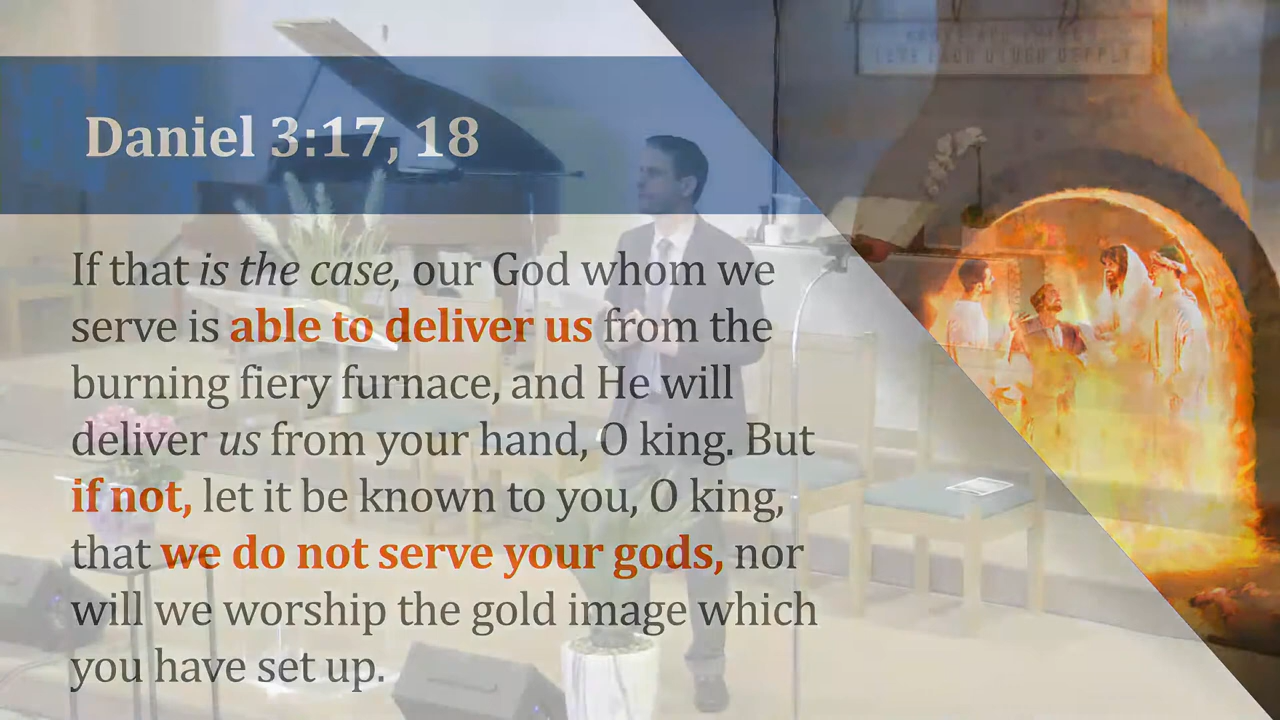 Daniel 3:17, 18
If that is the case, our God whom we
serve is able to deliver us from the
burning fiery furnace, and He will
deliver us from your hand, O king. But
if not, let it be known to you, O king,
that we do not serve your gods, nor
will we worship the gold image which
you have set up.